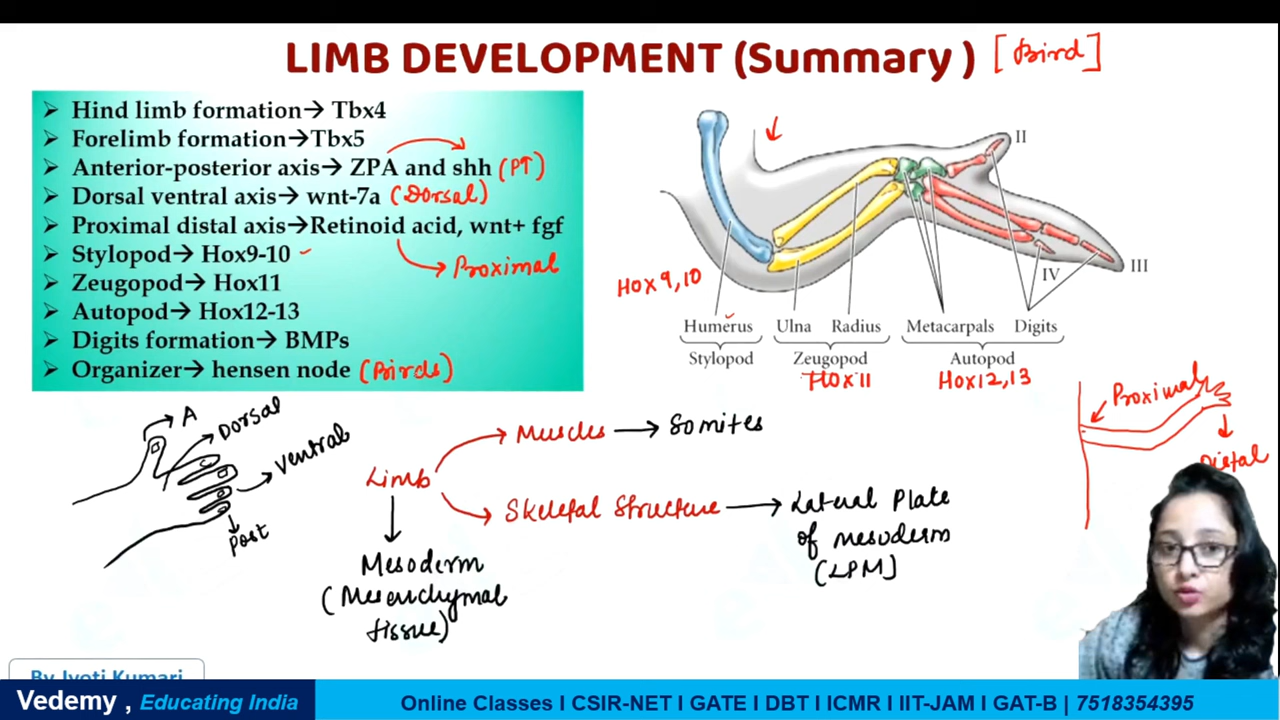 LIMB DEVELOPMENT (Summary ) [Bird]
➢ Hind limb formation→ Tbx4
➢ Forelimb formation→Tbx5
➢ Anterior-posterior axis→ ZPA and shh (P↑)
➢ Dorsal ventral axis→ wnt-7a (Dorsal)
➢ Proximal distal axis→Retinoid acid, wnt+ fgf
➢ Stylopod→ Hox9-10
Proximal
➢ Zeugopod→ Hox11
➢ Autopod→ Hox12-13
➢ Digits formation→ BMPs
➢ Organizer→ hensen node (Birds)
II
III
IV
Hox 9,10
Humerus Ulna Radius Metacarpals Digits
Stylopod Zeugopod Autopod
Hox 11 Hox12,13
Proximal
Distal
A
Dorsal
Ventral
Post
Limb
Muscles → Somites
Skeletal Structure → Lateral Plate
of mesoderm
(LPM]
Mesoderm
(Mesenchymal
tissue)
By Jyoti Kumari
Vedemy , Educating India
Online Classes I CSIR-NET I GATE I DBT I ICMR I IIT-JAM I GAT-B | 7518354395